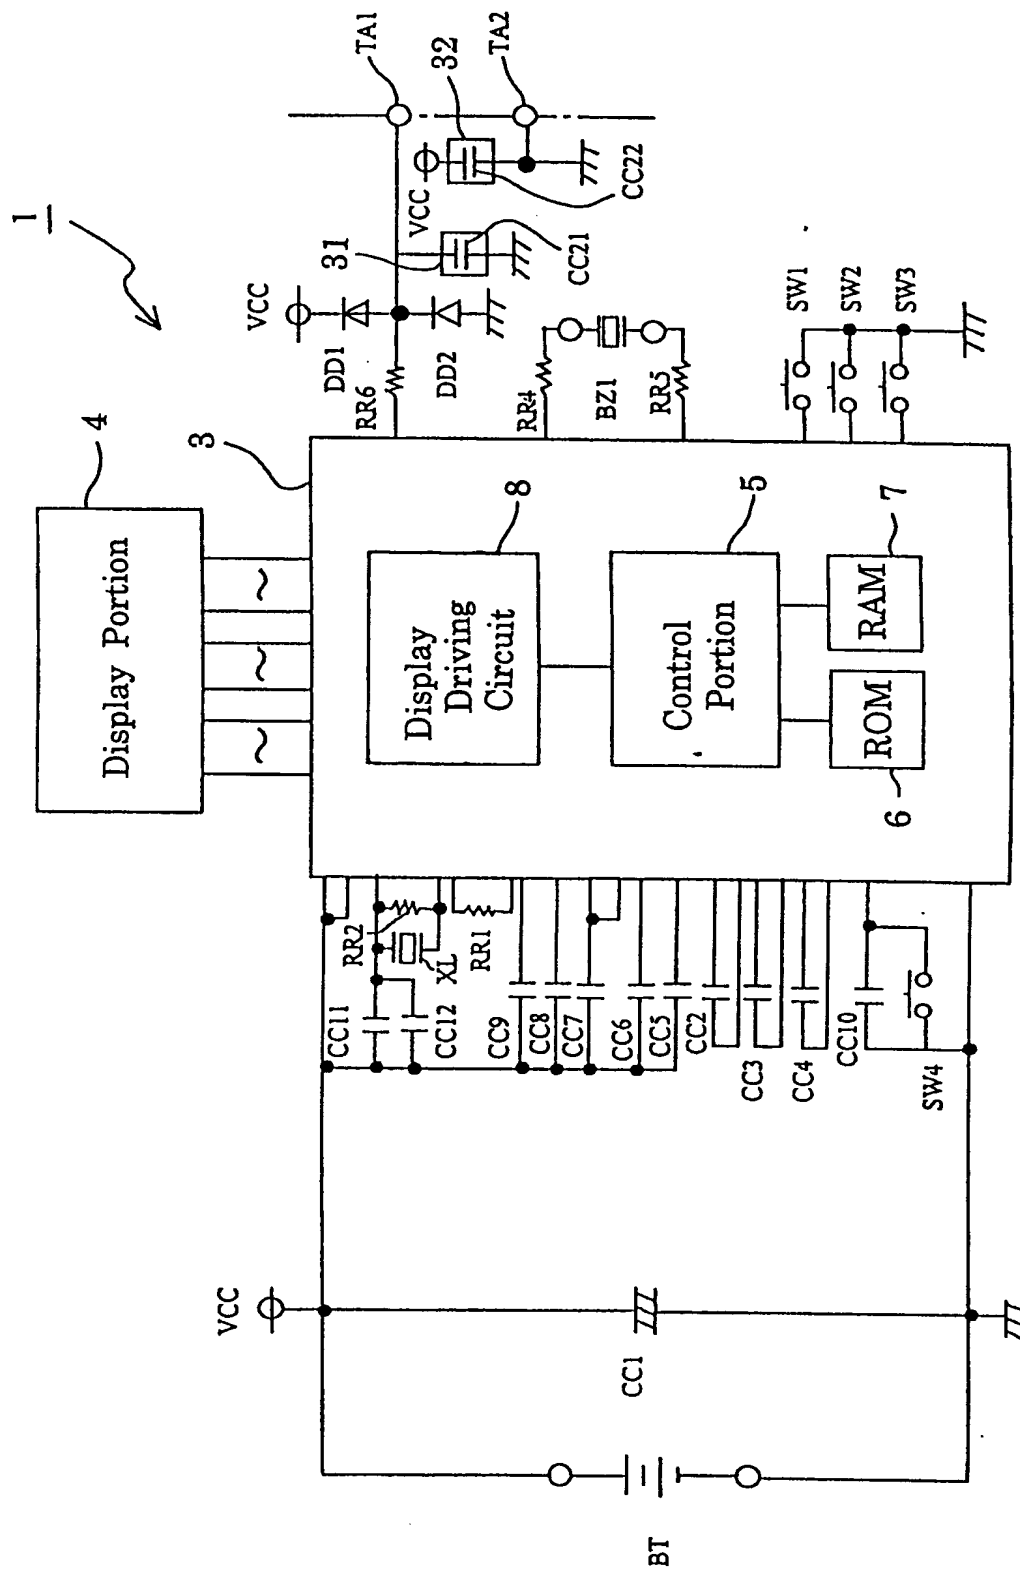 1
4
Display Portion
3
VCC
DD1
RR6
DD2
31
CC21
VCC
32
CC22
TA1
TA2
RR4
BZ1
RR5
SW1
SW2
SW3
8
Display
Driving
Circuit
5
Control
Portion
7
RAM
ROM
6
CC11
RR2
XL
CC12
RR1
CC9
CC8
CC7
CC6
CC5
CC2
CC3
CC4
CC10
SW4
VCC
CC1
BT